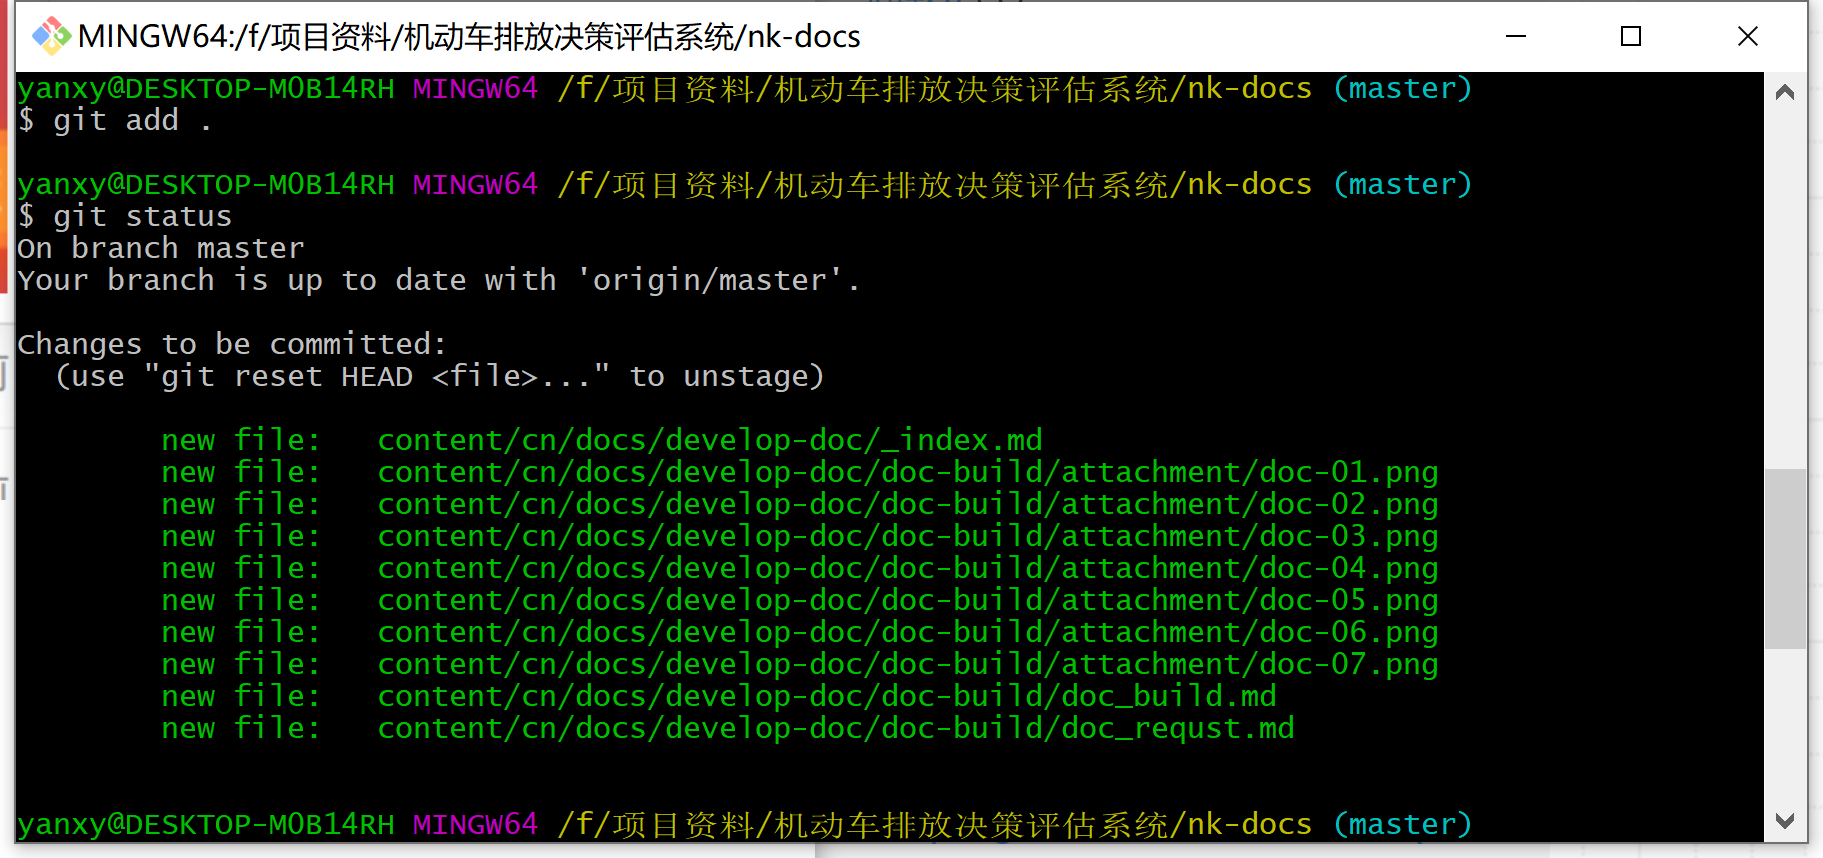 MINGW64:/f/项目资料/机动车排放决策评估系统/nk-docs
yanxy@DESKTOP-MOB14RH MINGW64 /f/项目资料/机动车排放决策评估系统/nk-docs (master)
$ git add .
yanxy@DESKTOP-MOB14RH MINGW64 /f/项目资料/机动车排放决策评估系统/nk-docs (master)
$ git status
On branch master
Your branch is up to date with 'origin/master'.
Changes to be committed:
  (use "git reset HEAD <file>..." to unstage)
        new file:   content/cn/docs/develop-doc/_index.md
        new file:   content/cn/docs/develop-doc/doc-build/attachment/doc-01.png
        new file:   content/cn/docs/develop-doc/doc-build/attachment/doc-02.png
        new file:   content/cn/docs/develop-doc/doc-build/attachment/doc-03.png
        new file:   content/cn/docs/develop-doc/doc-build/attachment/doc-04.png
        new file:   content/cn/docs/develop-doc/doc-build/attachment/doc-05.png
        new file:   content/cn/docs/develop-doc/doc-build/attachment/doc-06.png
        new file:   content/cn/docs/develop-doc/doc-build/attachment/doc-07.png
        new file:   content/cn/docs/develop-doc/doc-build/doc_build.md
        new file:   content/cn/docs/develop-doc/doc-build/doc_requst.md
yanxy@DESKTOP-MOB14RH MINGW64 /f/项目资料/机动车排放决策评估系统/nk-docs (master)